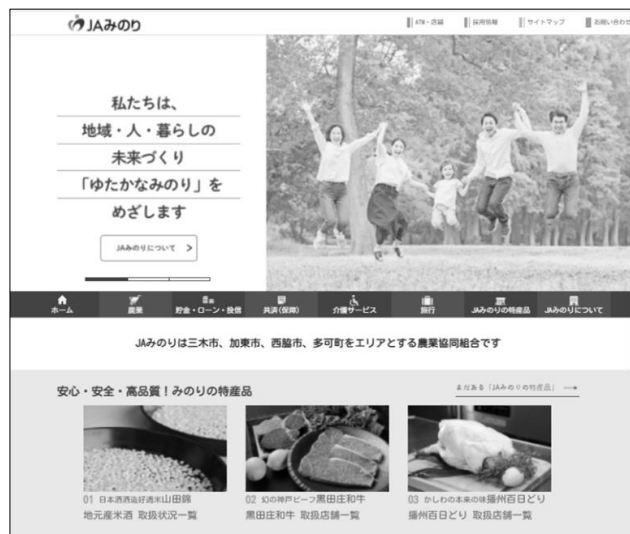 JAみのり
ATM・店舗
採用情報
サイトマップ
お問い合わせ
私たちは、
地域・人・暮らしの
未来づくり
「ゆたかなみのり」を
めざします
JAみのりについて >
ホーム
農業
貯金・ローン・投信
共済(保障)
介護サービス
旅行
JAみのりの特産品
JAみのりについて
JAみのりは三木市、加東市、西脇市、多可町をエリアとする農業協同組合です
安心・安全・高品質！みのりの特産品
まだある「JAみのりの特産品」
01 日本酒酒造好適米山田錦
地元産米酒 取扱状況一覧
02 幻の神戸ビーフ黒田庄和牛
黒田庄和牛 取扱店舗一覧
03 かしわの本来の味播州百日どり
播州百日どり 取扱店舗一覧